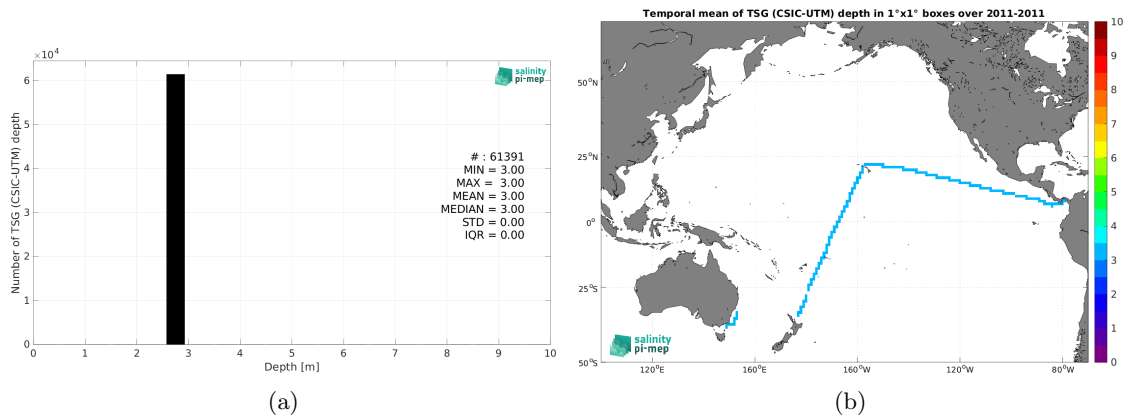 ×10⁴
6
5
4
3
2
1
0
Number of TSG (CSIC-UTM) depth
0 1 2 3 4 5 6 7 8 9 10
Depth [m]
salinity
pi-mep
# : 61391
MIN = 3.00
MAX = 3.00
MEAN = 3.00
MEDIAN = 3.00
STD = 0.00
IQR = 0.00
(a)
Temporal mean of TSG (CSIC-UTM) depth in 1°x1° boxes over 2011-2011
50°N
25°N
0°
25°S
50°S
120°E 160°E 160°W 120°W 80°W
salinity
pi-mep
10
9
8
7
6
5
4
3
2
1
0
(b)